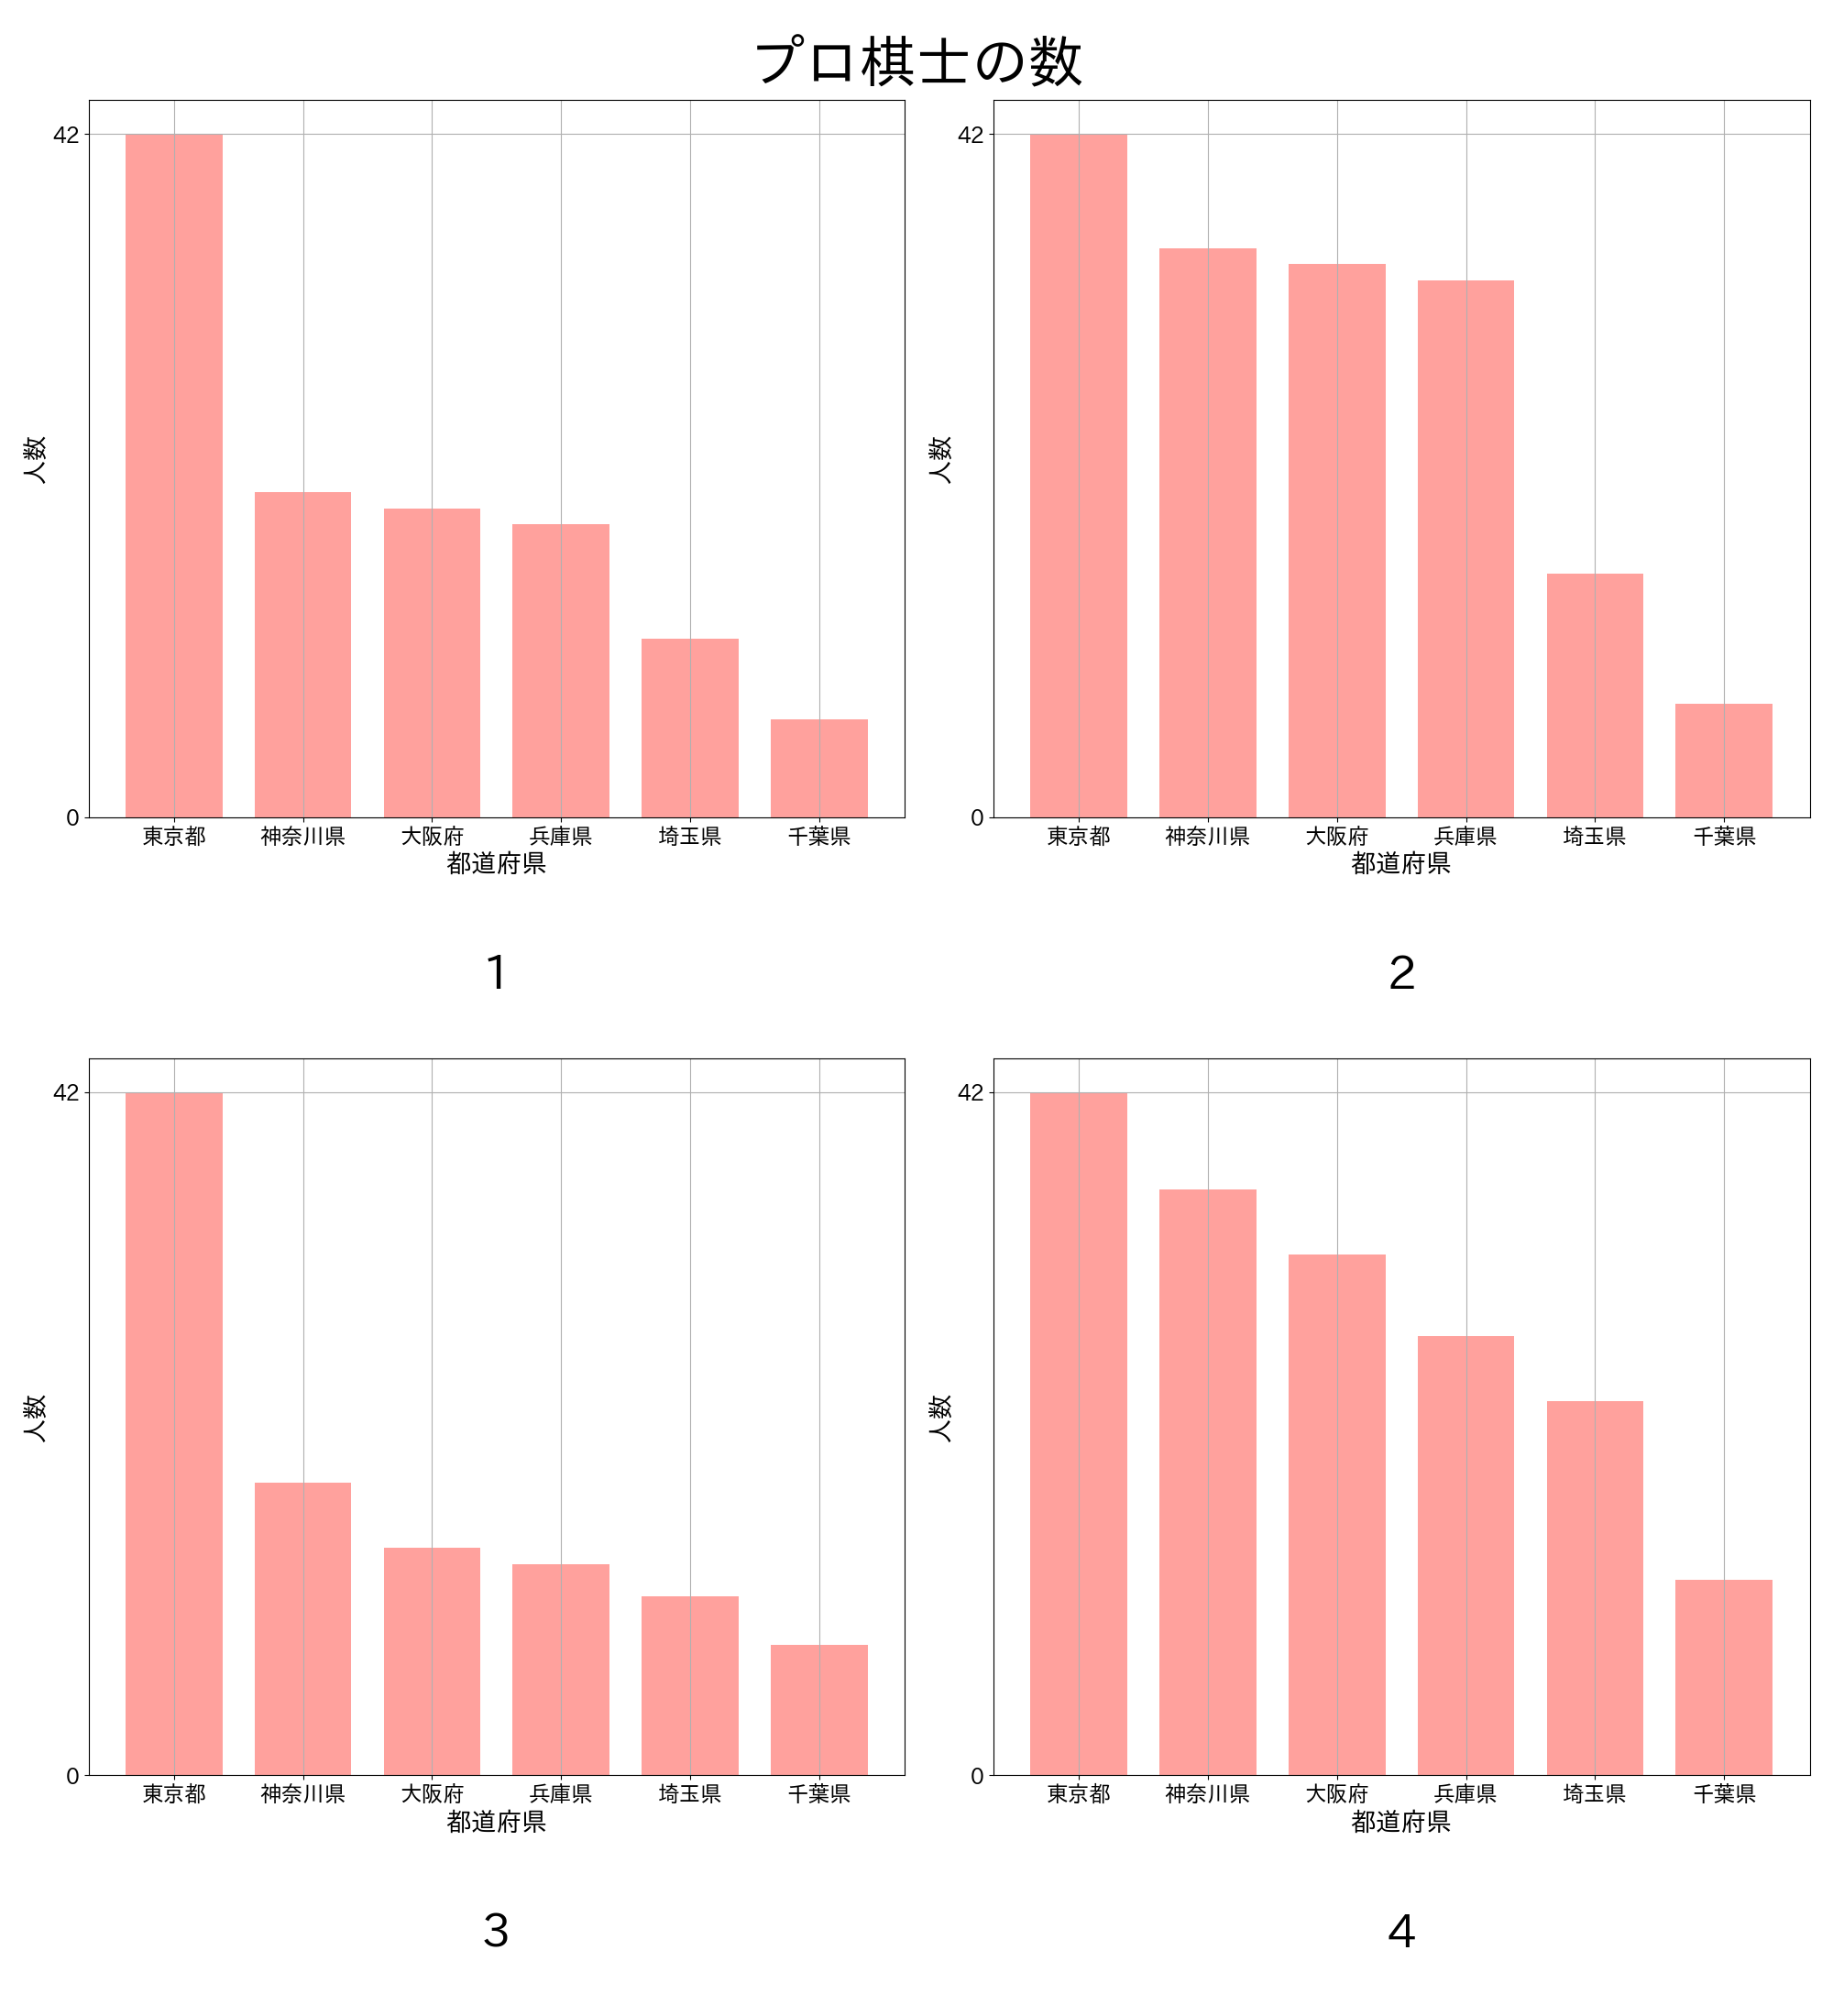 プロ棋士の数
42
0
人数
東京都 神奈川県 大阪府 兵庫県 埼玉県 千葉県
都道府県
1
42
0
人数
東京都 神奈川県 大阪府 兵庫県 埼玉県 千葉県
都道府県
2
42
0
人数
東京都 神奈川県 大阪府 兵庫県 埼玉県 千葉県
都道府県
3
42
0
人数
東京都 神奈川県 大阪府 兵庫県 埼玉県 千葉県
都道府県
4